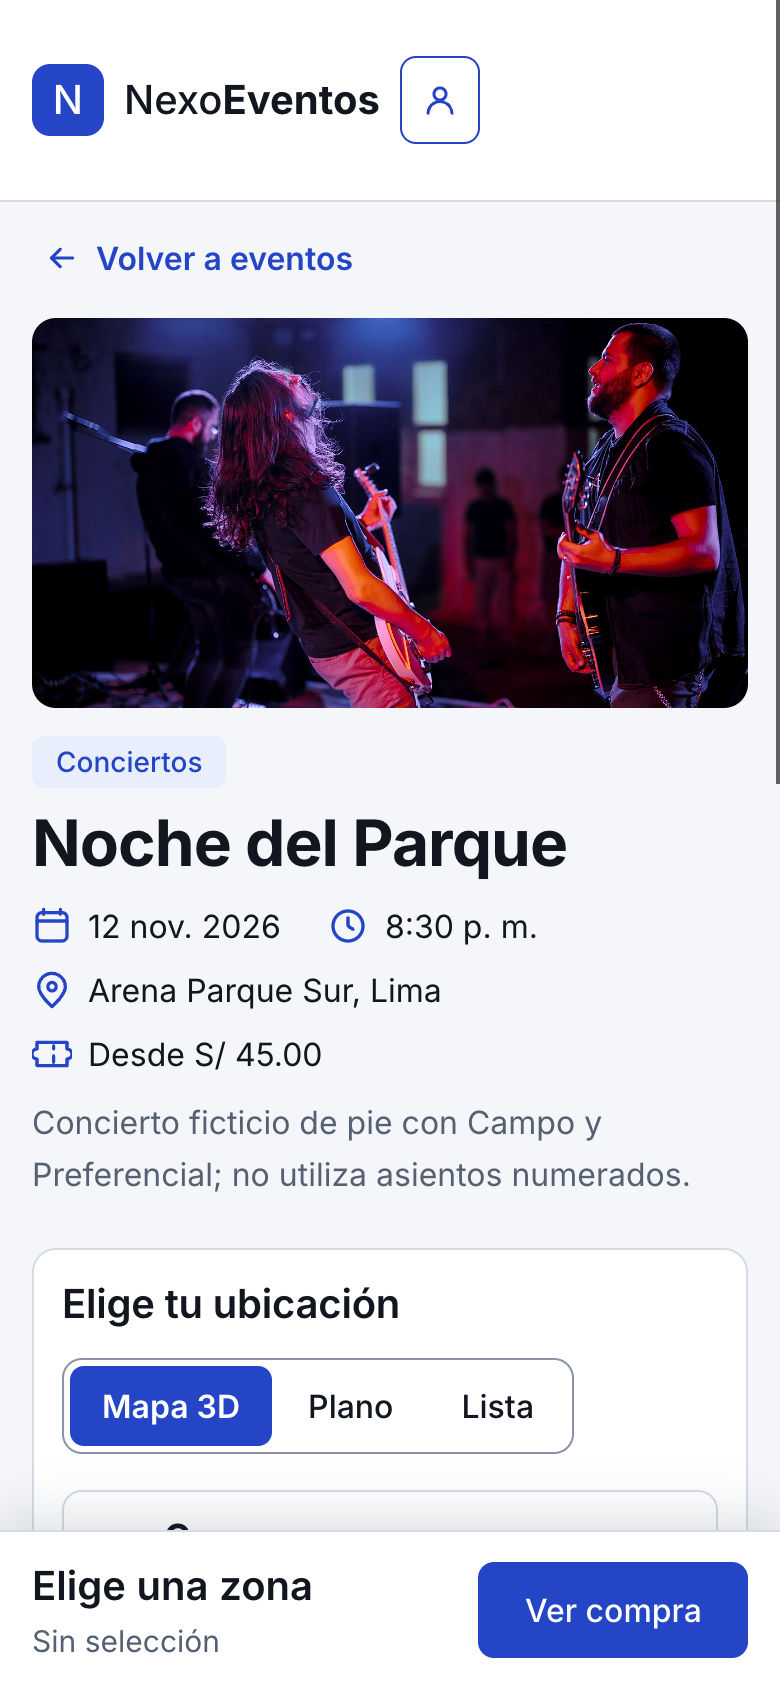 N NexoEventos
Volver a eventos
Conciertos
Noche del Parque
12 nov. 2026 8:30 p. m.
Arena Parque Sur, Lima
Desde S/ 45.00
Concierto ficticio de pie con Campo y
Preferencial; no utiliza asientos numerados.
Elige tu ubicación
Mapa 3D Plano Lista
Elige una zona
Sin selección
Ver compra